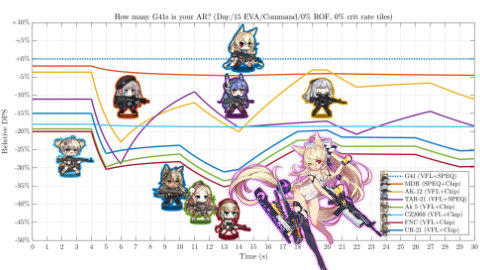 How many G41s is your AR? (Day/15 EVA/Command/0% ROF, 0% crit rate tiles)
+10%
+5%
+0%
-5%
-10%
-15%
-20%
-25%
-30%
-35%
-40%
-45%
-50%
Relative DPS
G41 (VFL+SPEQ)
MDR (SPEQ+Chip)
AK-12 (VFL+Chip)
TAR-21 (VFL+SPEQ)
Ak 5 (VFL+Chip)
CZ2000 (VFL+Chip)
FNC (VFL+Chip)
CR-21 (VFL+Chip)
0 1 2 3 4 5 6 7 8 9 10 11 12 13 14 15 16 17 18 19 20 21 22 23 24 25 26 27 28 29 30
Time (s)